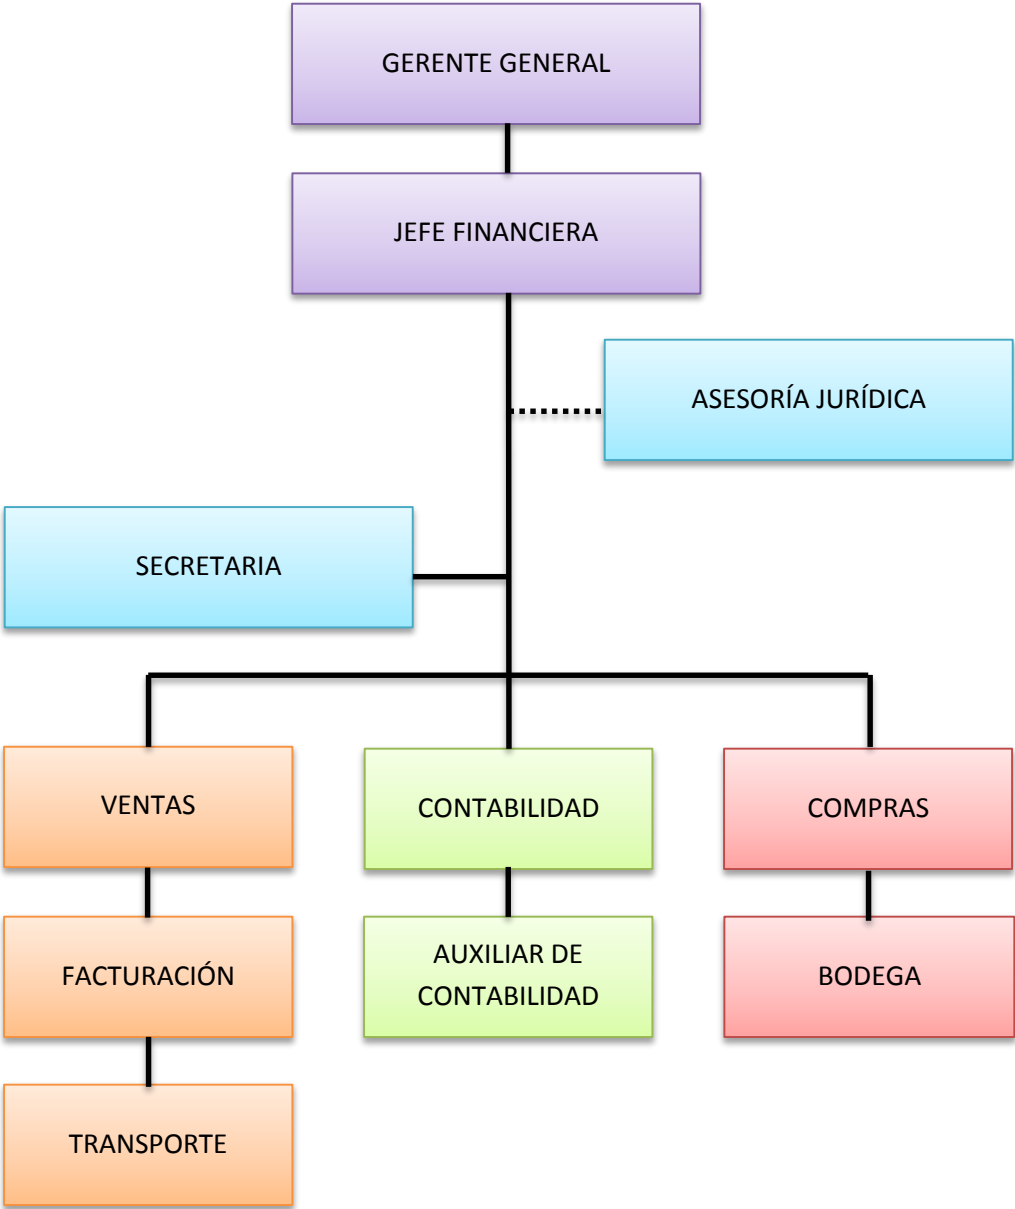 GERENTE GENERAL
JEFE FINANCIERA
ASESORÍA JURÍDICA
SECRETARIA
VENTAS
CONTABILIDAD
COMPRAS
FACTURACIÓN
AUXILIAR DE
CONTABILIDAD
BODEGA
TRANSPORTE